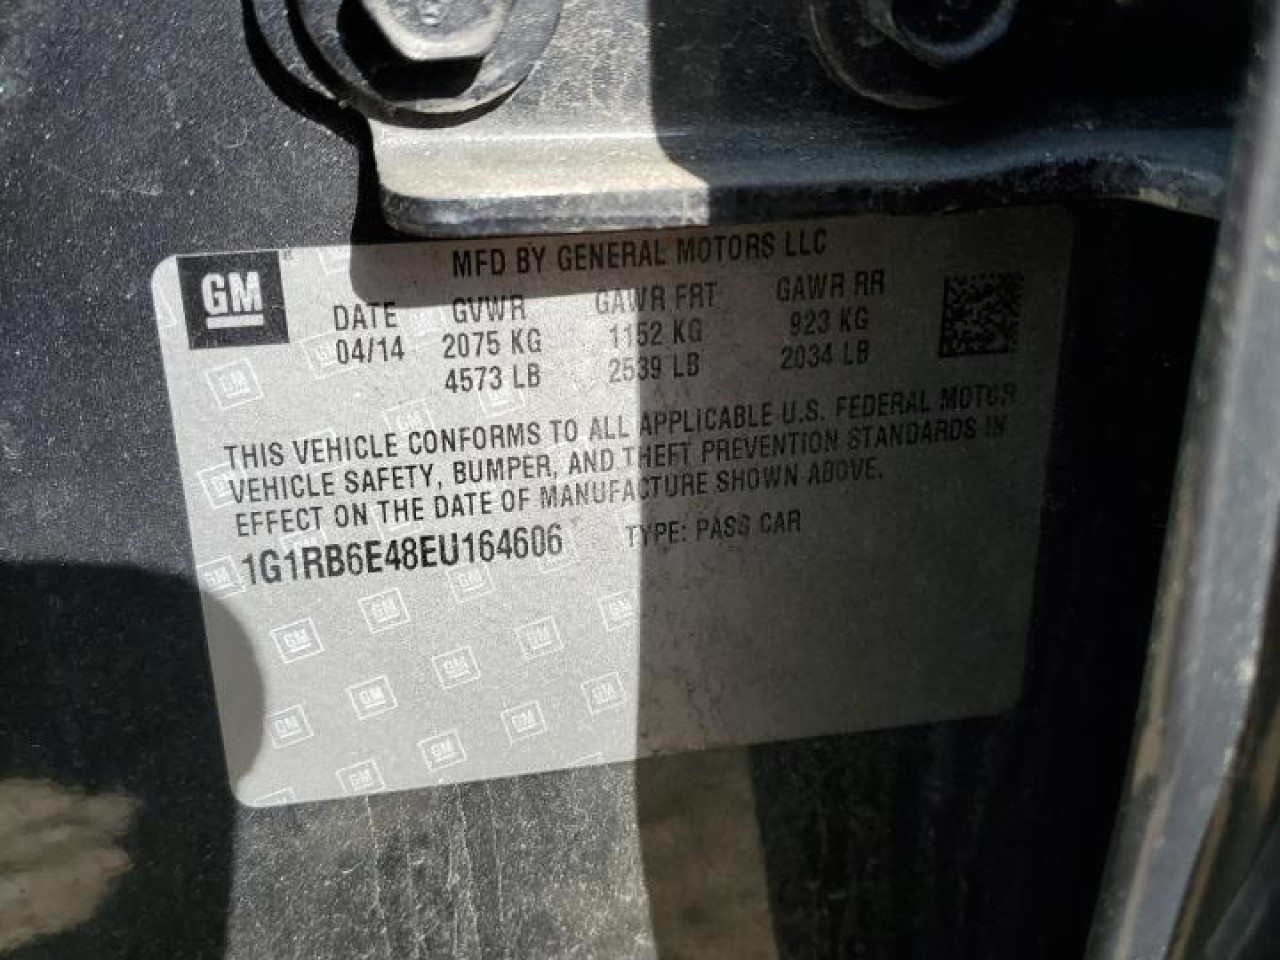 GM
MFD BY GENERAL MOTORS LLC
DATE GVWR GAWR FRT GAWR RR
04/14 2075 KG 1152 KG 923 KG
4573 LB 2539 LB 2034 LB
THIS VEHICLE CONFORMS TO ALL APPLICABLE U.S. FEDERAL MOTOR
VEHICLE SAFETY, BUMPER, AND THEFT PREVENTION STANDARDS IN
EFFECT ON THE DATE OF MANUFACTURE SHOWN ABOVE.
1G1RB6E48EU164606 TYPE: PASS CAR